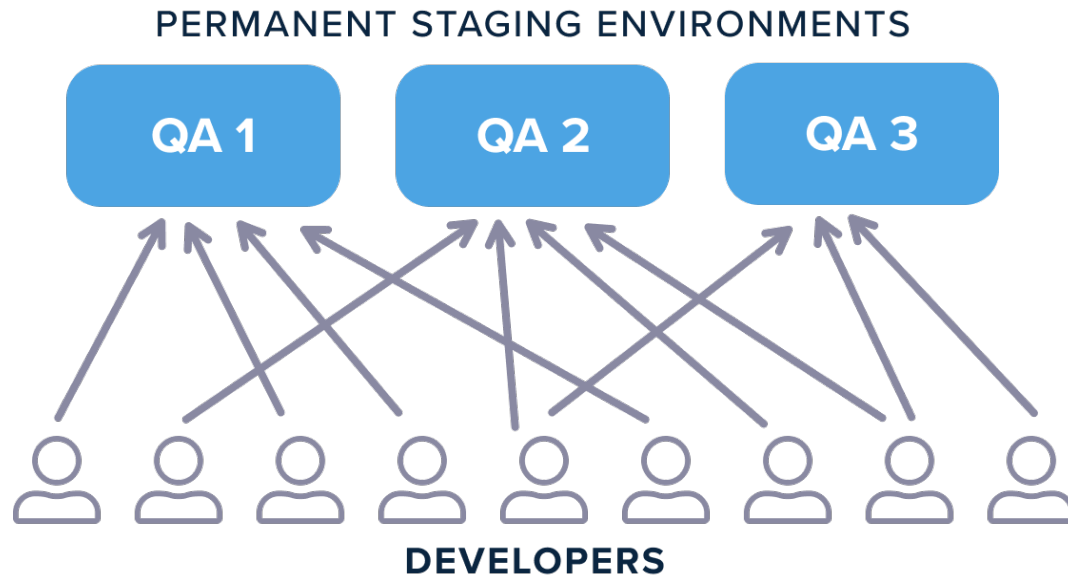 PERMANENT STAGING ENVIRONMENTS
QA 1
QA 2
QA 3
DEVELOPERS